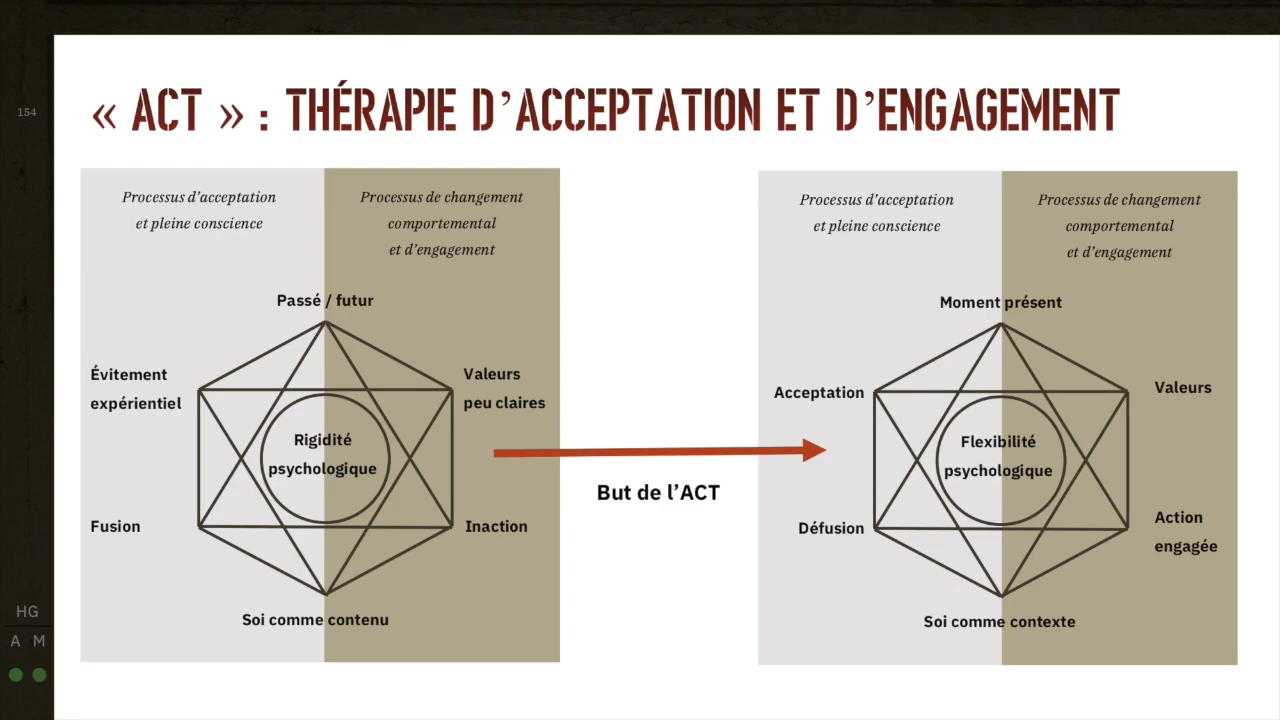 154
« ACT » : THÉRAPIE D’ACCEPTATION ET D’ENGAGEMENT
Processus d’acceptation
et pleine conscience
Processus de changement
comportemental
et d’engagement
Passé / futur
Évitement
expérientiel
Valeurs
peu claires
Rigidité
psychologique
Fusion
Inaction
Soi comme contenu
But de l’ACT
Processus d’acceptation
et pleine conscience
Processus de changement
comportemental
et d’engagement
Moment présent
Acceptation
Valeurs
Flexibilité
psychologique
Défusion
Action
engagée
Soi comme contexte
HG
A M